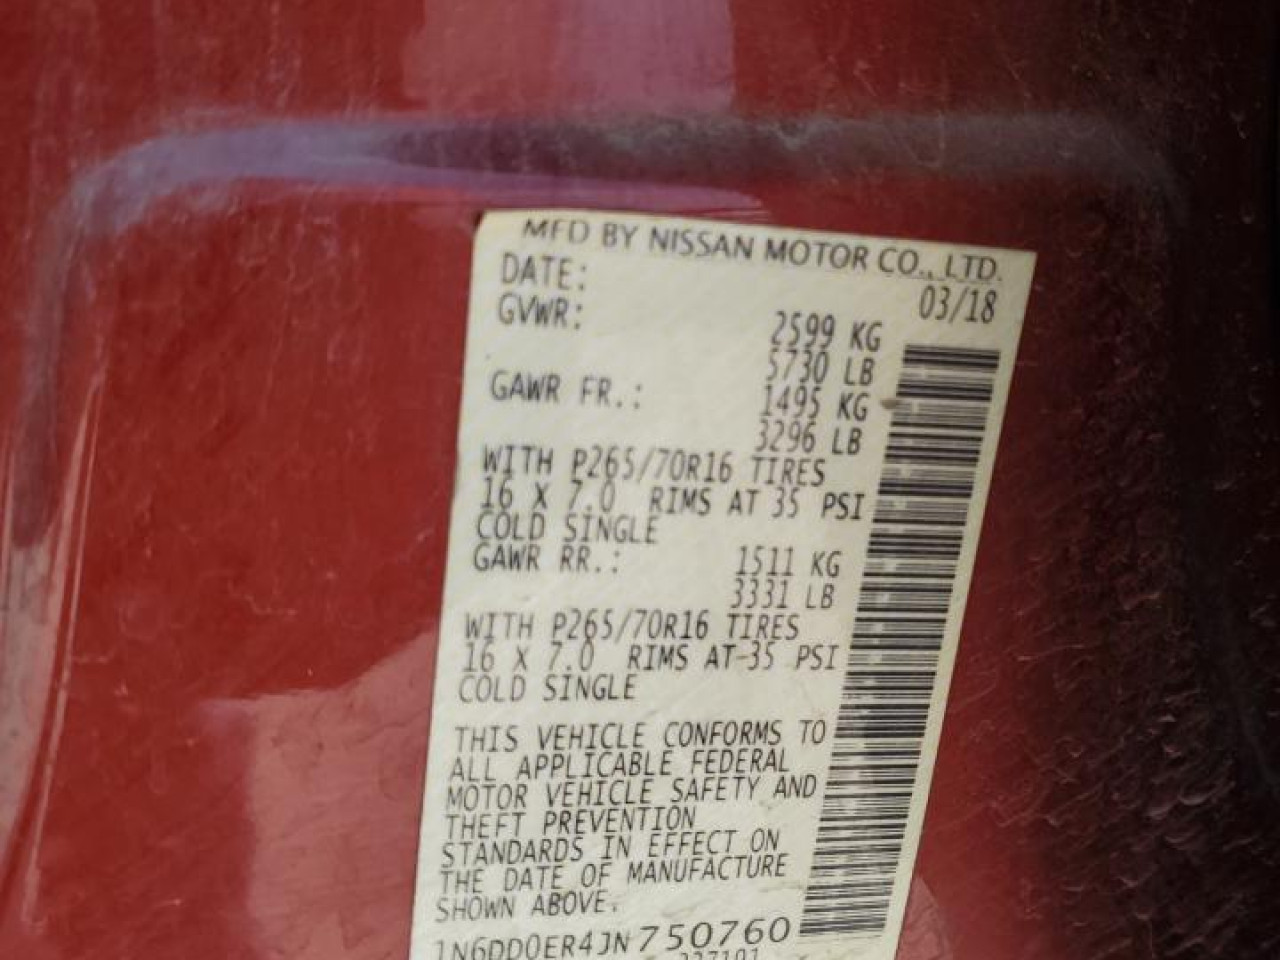 MFD BY NISSAN MOTOR CO., LTD.
DATE: 03/18
GVWR: 2599 KG
5730 LB
GAWR FR.: 1495 KG
3296 LB
WITH P265/70R16 TIRES
16 X 7.0 RIMS AT 35 PSI
COLD SINGLE
GAWR RR.: 1511 KG
3331 LB
WITH P265/70R16 TIRES
16 X 7.0 RIMS AT 35 PSI
COLD SINGLE
THIS VEHICLE CONFORMS TO
ALL APPLICABLE FEDERAL
MOTOR VEHICLE SAFETY AND
THEFT PREVENTION
STANDARDS IN EFFECT ON
THE DATE OF MANUFACTURE
SHOWN ABOVE.
1N6DD0ER4JN750760